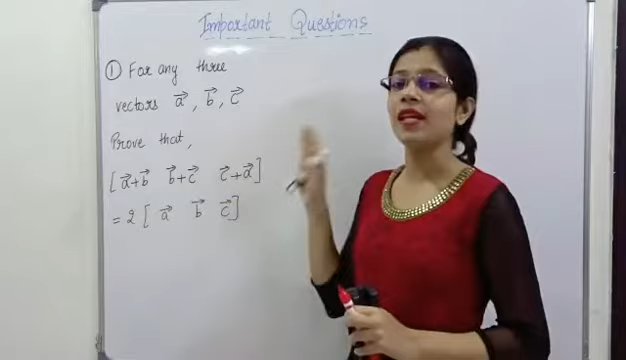 Important Questions
① For any three
vectors a⃗ , b⃗ , c⃗
Prove that,
[ a⃗+b⃗ b⃗+c⃗ c⃗+a⃗ ]
= 2 [ a⃗ b⃗ c⃗ ]